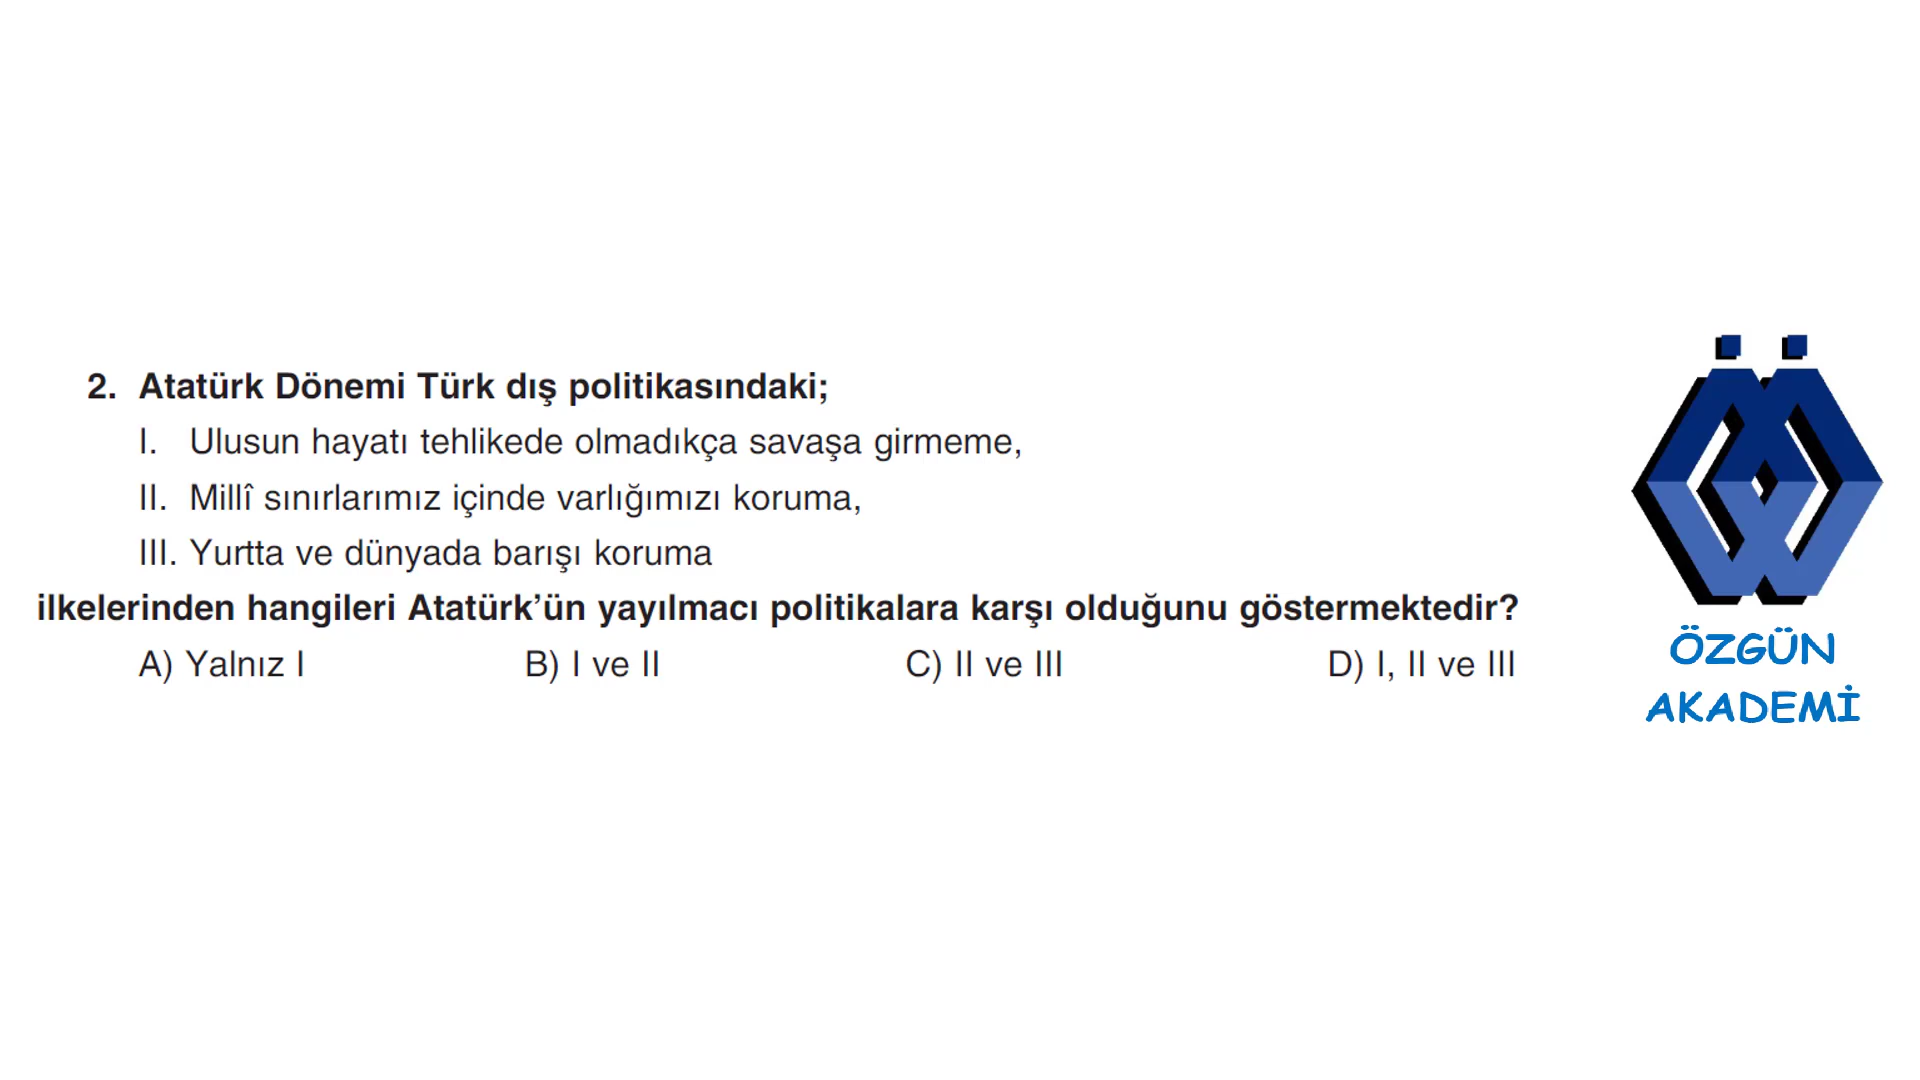 2. Atatürk Dönemi Türk dış politikasındaki;
I. Ulusun hayatı tehlikede olmadıkça savaşa girmeme,
II. Millî sınırlarımız içinde varlığımızı koruma,
III. Yurtta ve dünyada barışı koruma
ilkelerinden hangileri Atatürk’ün yayılmacı politikalara karşı olduğunu göstermektedir?
A) Yalnız I B) I ve II C) II ve III D) I, II ve III
ÖZGÜN
AKADEMİ